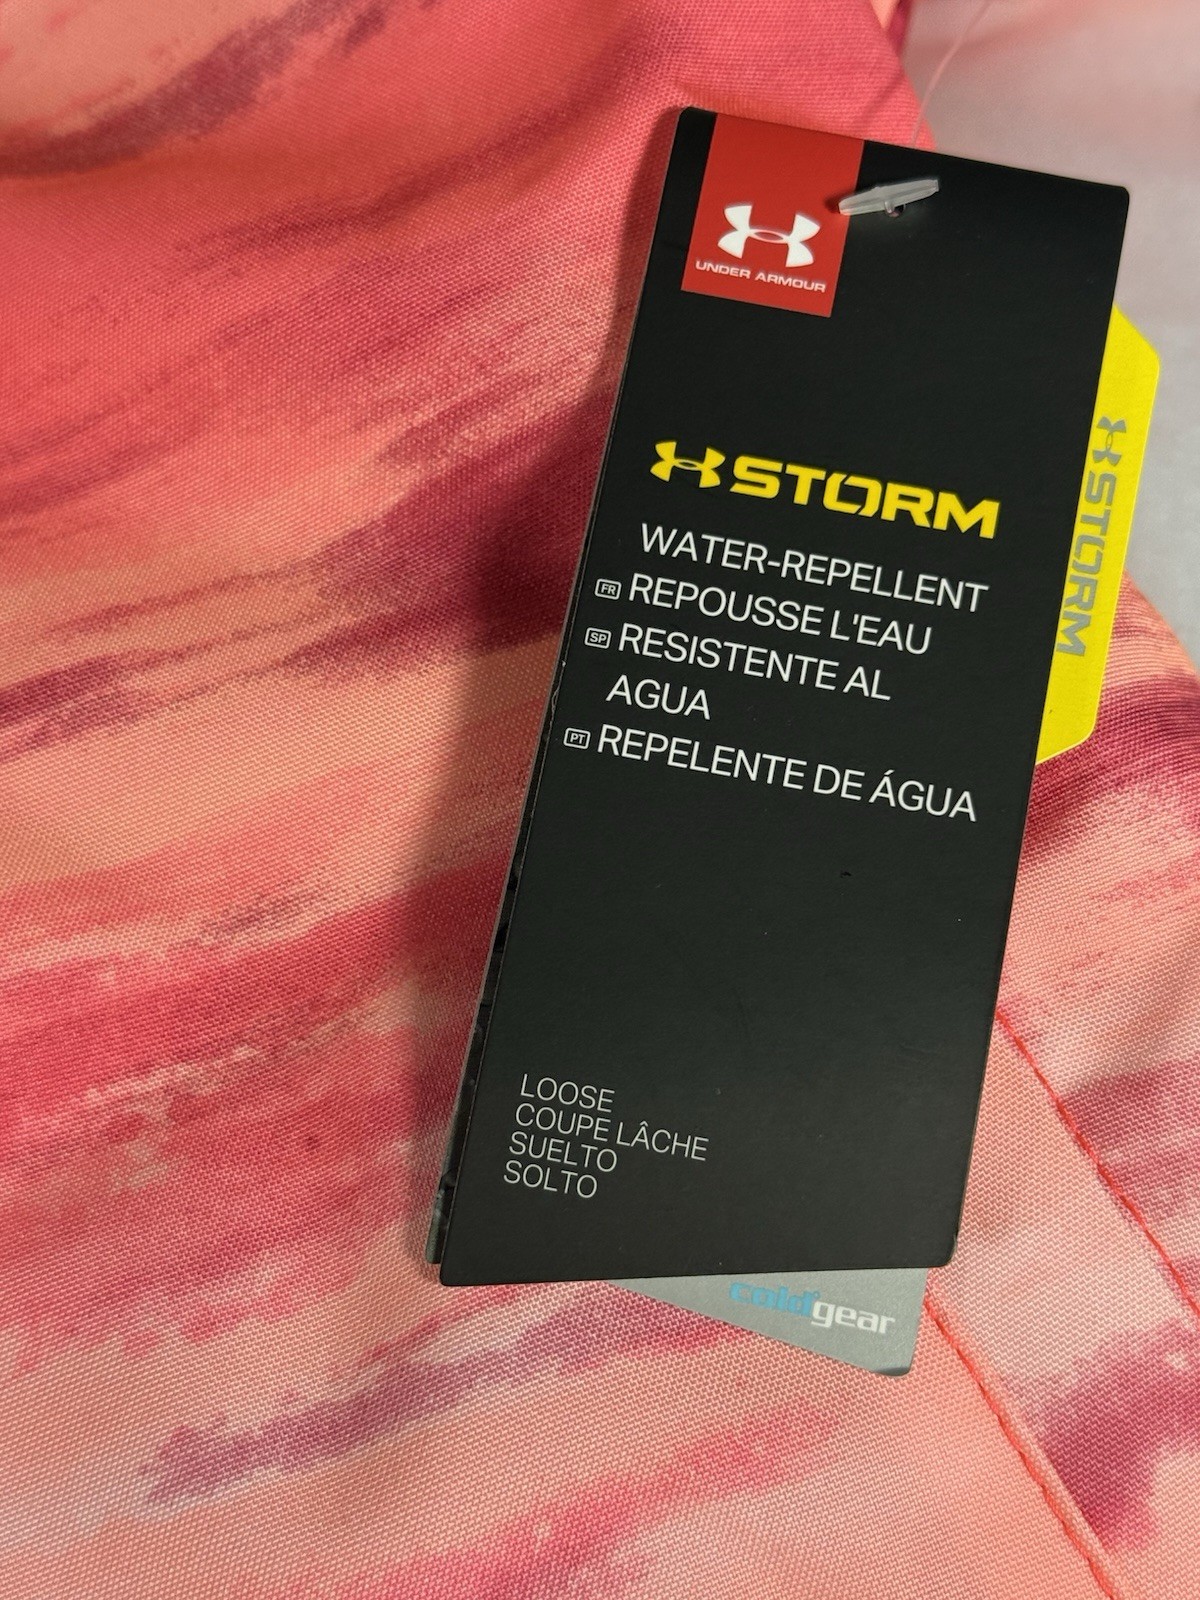 UNDER ARMOUR
STORM
WATER-REPELLENT
FR REPOUSSE L'EAU
SP RESISTENTE AL
AGUA
PT REPELENTE DE ÁGUA
STORM
LOOSE
COUPE LÂCHE
SUELTO
SOLTO
coldgear